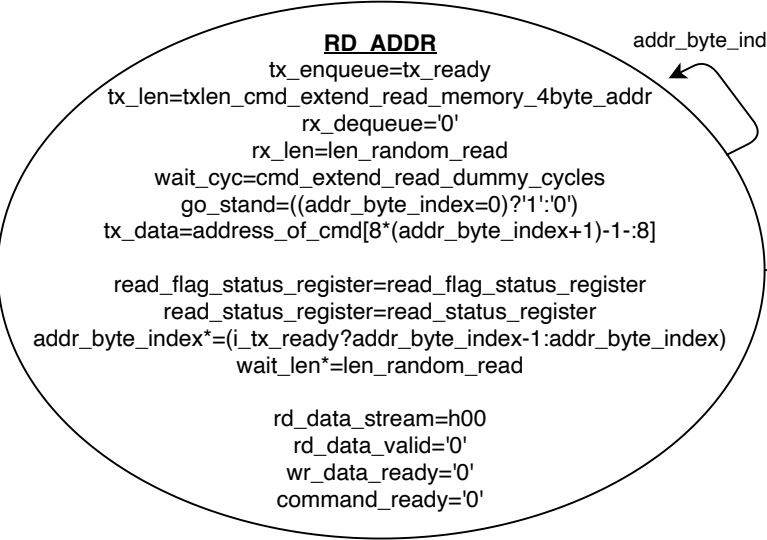 RD_ADDR
addr_byte_ind
tx_enqueue=tx_ready
tx_len=txlen_cmd_extend_read_memory_4byte_addr
rx_dequeue='0'
rx_len=len_random_read
wait_cyc=cmd_extend_read_dummy_cycles
go_stand=((addr_byte_index=0)?'1':'0')
tx_data=address_of_cmd[8*(addr_byte_index+1)-1-:8]
read_flag_status_register=read_flag_status_register
read_status_register=read_status_register
addr_byte_index*=(i_tx_ready?addr_byte_index-1:addr_byte_index)
wait_len*=len_random_read
rd_data_stream=h00
rd_data_valid='0'
wr_data_ready='0'
command_ready='0'